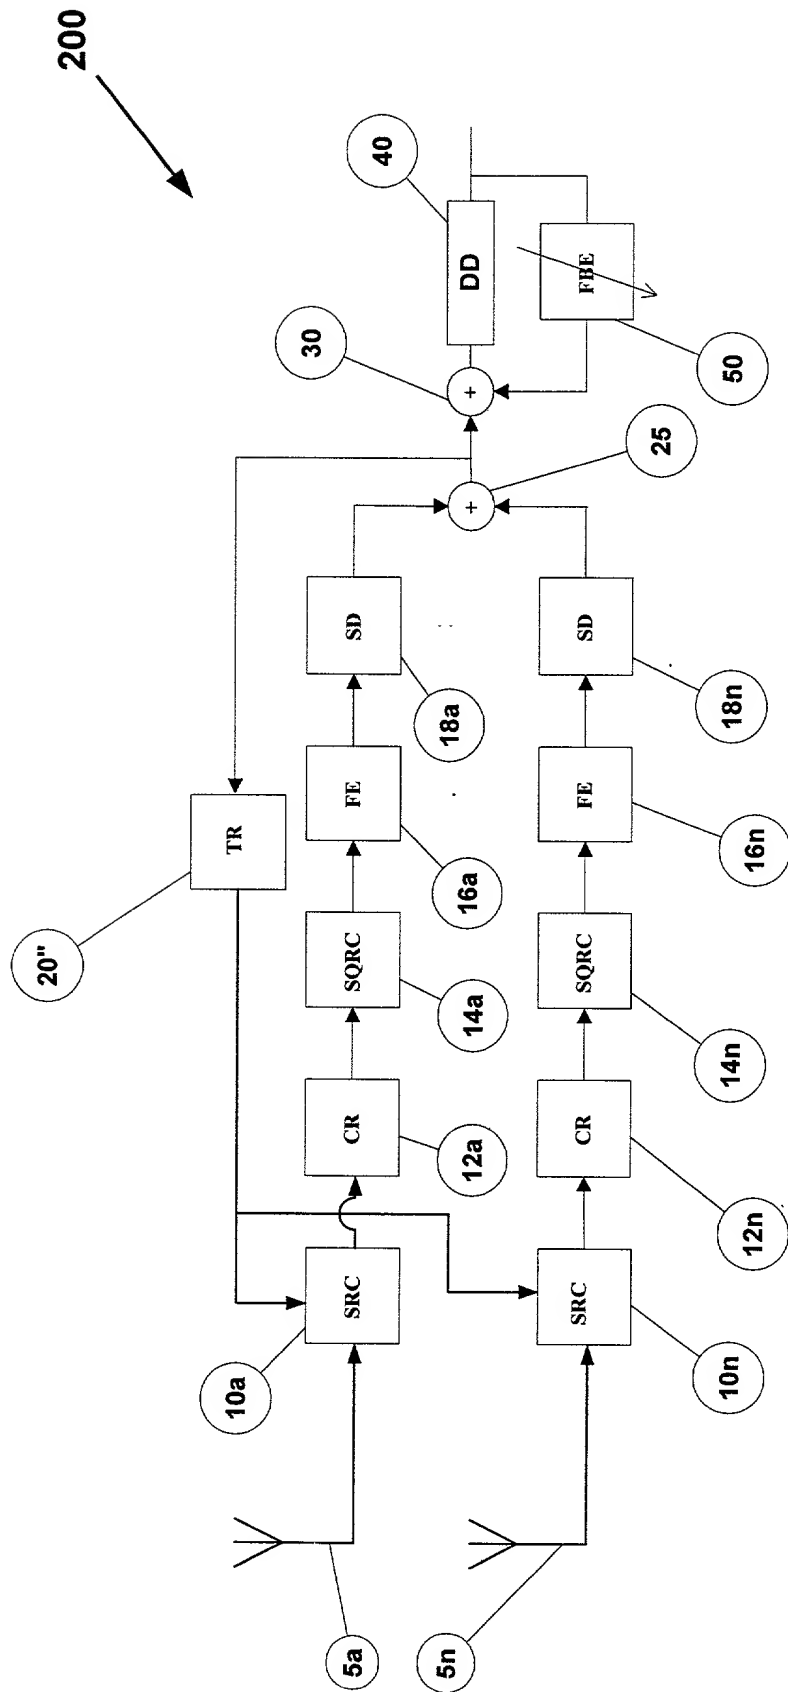 200
20"
TR
5a
10a
SRC
CR
12a
SQRC
14a
FE
16a
SD
18a
25
+
30
+
DD
40
FBE
50
5n
10n
SRC
CR
12n
SQRC
14n
FE
16n
SD
18n